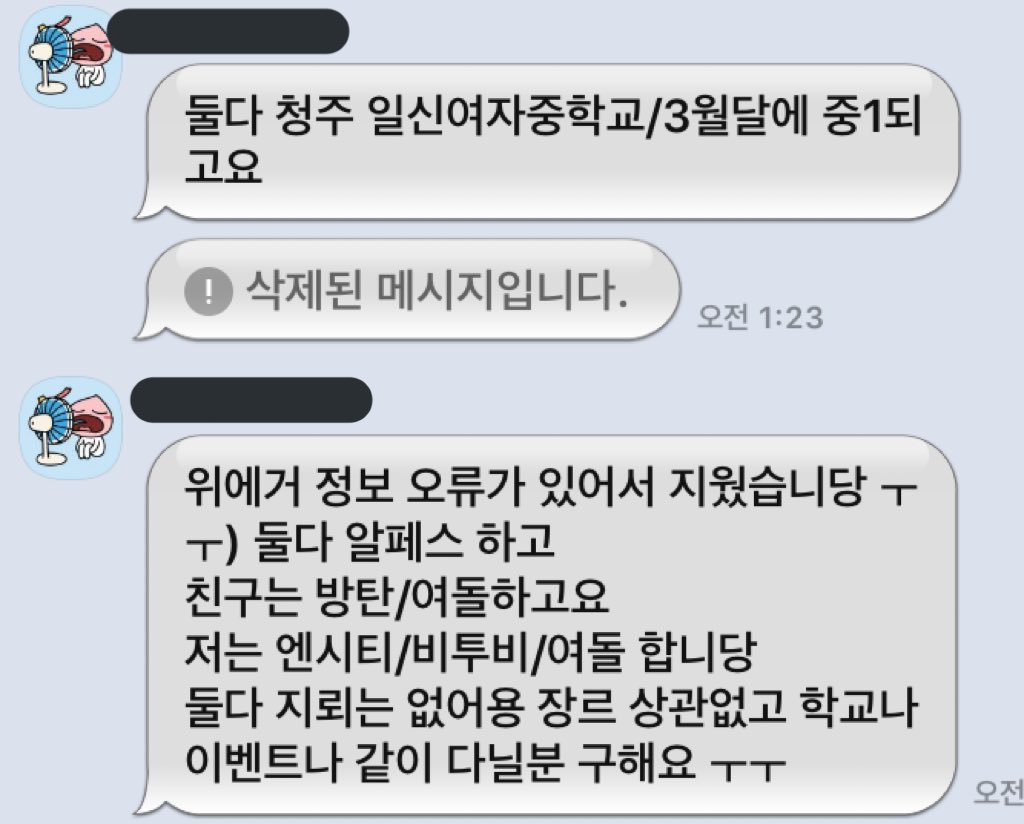 둘다 청주 일신여자중학교/3월달에 중1되
고요
! 삭제된 메시지입니다.
오전 1:23
위에거 정보 오류가 있어서 지웠습니당 ㅜ
ㅜ) 둘다 알페스 하고
친구는 방탄/여돌하고요
저는 엔시티/비투비/여돌 합니당
둘다 지뢰는 없어용 장르 상관없고 학교나
이벤트나 같이 다닐분 구해요 ㅜㅜ
오전